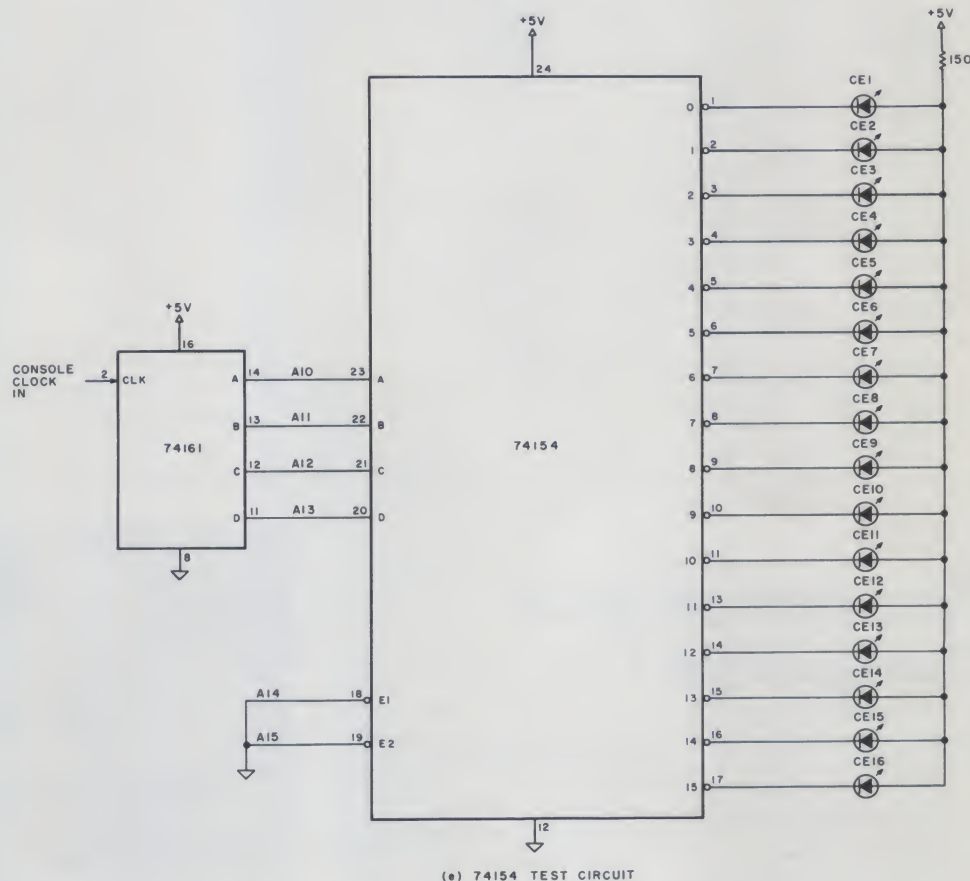 +5V
+5V
24
150
CE1
0 1
CE2
1 2
CE3
2 3
CE4
3 4
CE5
4 5
CE6
5 6
CE7
6 7
CE8
7 8
CE9
8 9
CE10
9 10
CE11
10 11
CE12
11 13
CE13
12 14
CE14
13 15
CE15
14 16
CE16
15 17
+5V
16
CONSOLE
CLOCK
IN
2 CLK
A 14 A10 23 A
B 13 A11 22 B
74161
74154
C 12 A12 21 C
D 11 A13 20 D
8
A14 18 E1
A15 19 E2
12
(e) 74154 TEST CIRCUIT